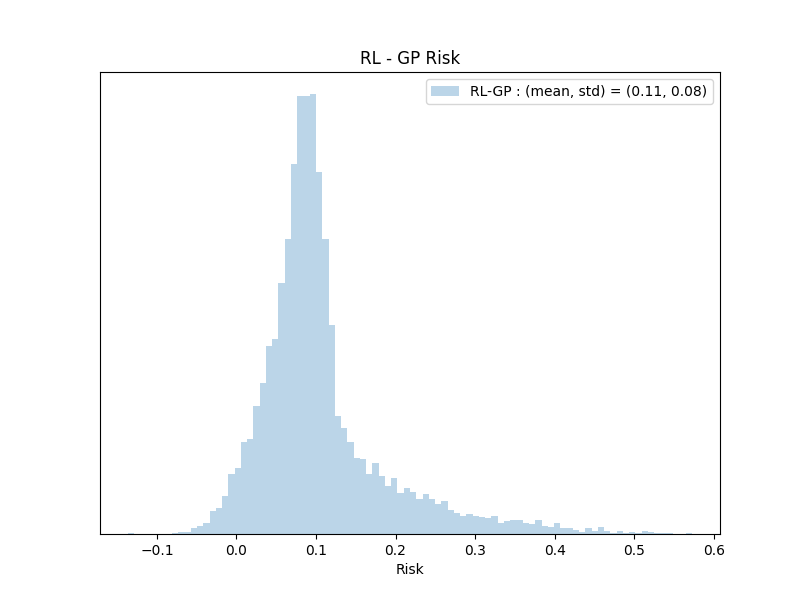 RL - GP Risk
RL-GP : (mean, std) = (0.11, 0.08)
−0.1 0.0 0.1 0.2 0.3 0.4 0.5 0.6
Risk